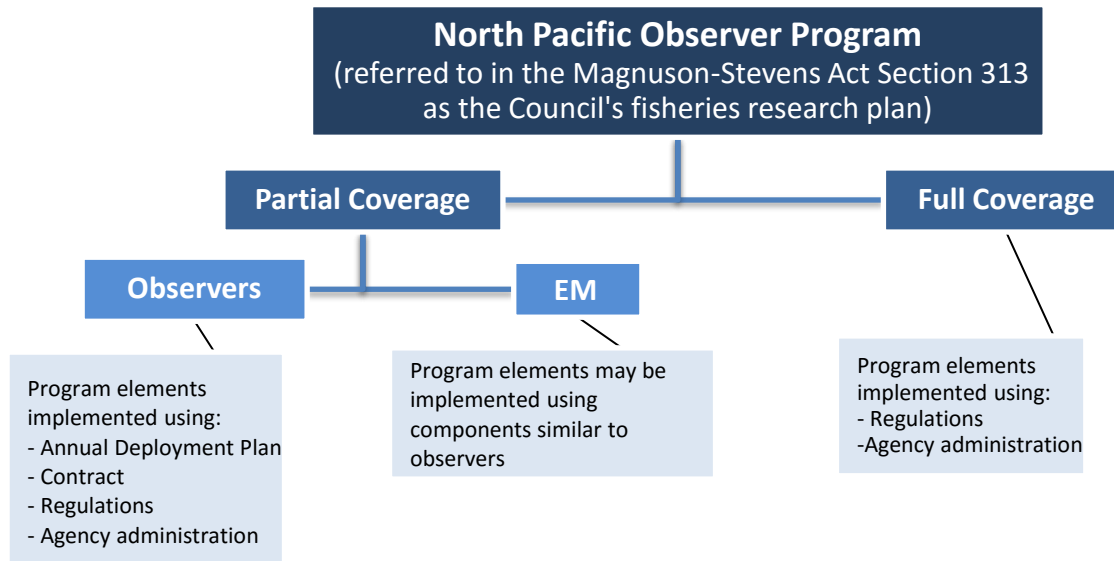 North Pacific Observer Program
(referred to in the Magnuson-Stevens Act Section 313
as the Council's fisheries research plan)
Partial Coverage
Full Coverage
Observers
EM
Program elements
implemented using:
- Annual Deployment Plan
- Contract
- Regulations
- Agency administration
Program elements may be
implemented using
components similar to
observers
Program elements
implemented using:
- Regulations
-Agency administration